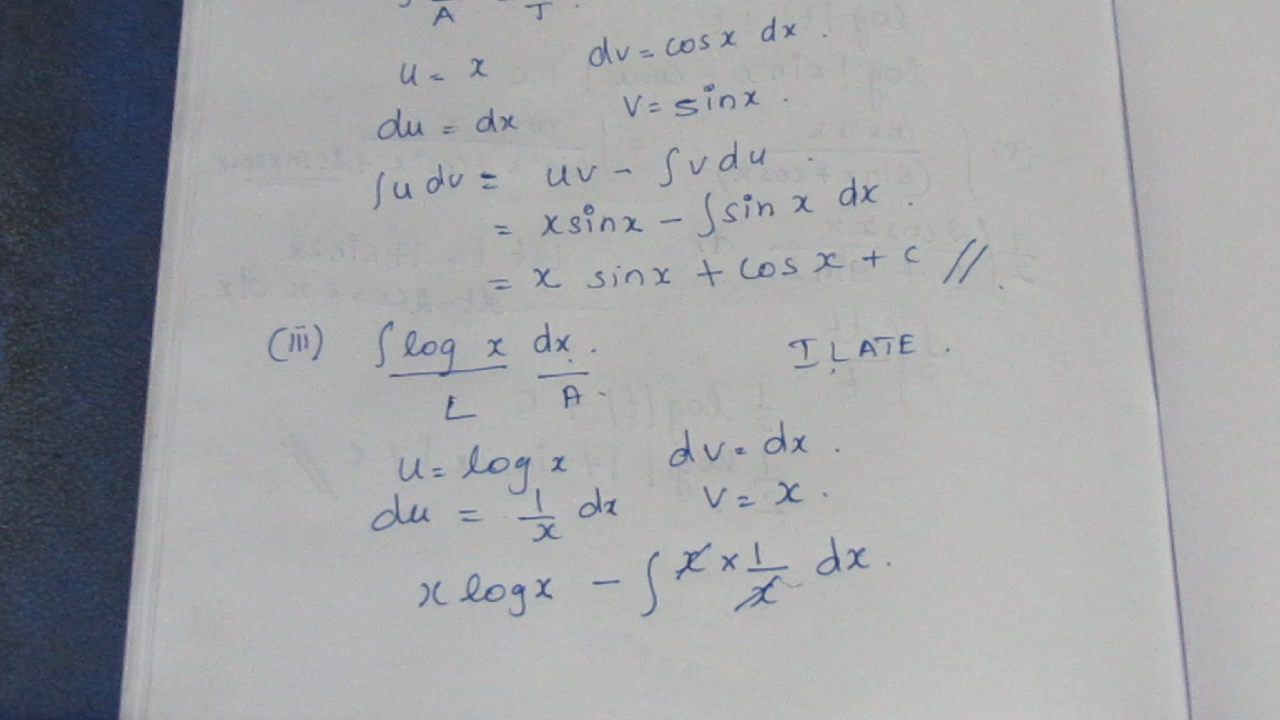 A T.
u = x dv = cos x dx.
du = dx v = sin x.
∫u dv = uv - ∫v du.
= x sin x - ∫sin x dx.
= x sin x + cos x + c //.
(iii) ∫log x dx. ILATE.
L A.
u = log x dv = dx.
du = 1/x dx v = x.
x log x - ∫x × 1/x dx.